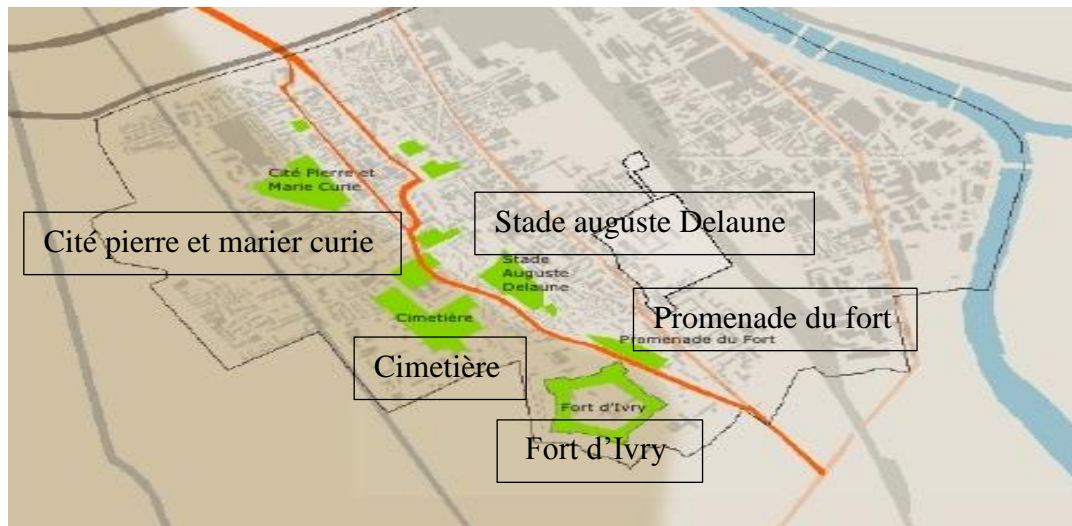 Cité Pierre et
Marie Curie
Cité pierre et marier curie
Stade auguste Delaune
Stade
Auguste
Delaune
Promenade du fort
Promenade du Fort
Cimetière
Cimetière
Fort d'Ivry
Fort d'Ivry